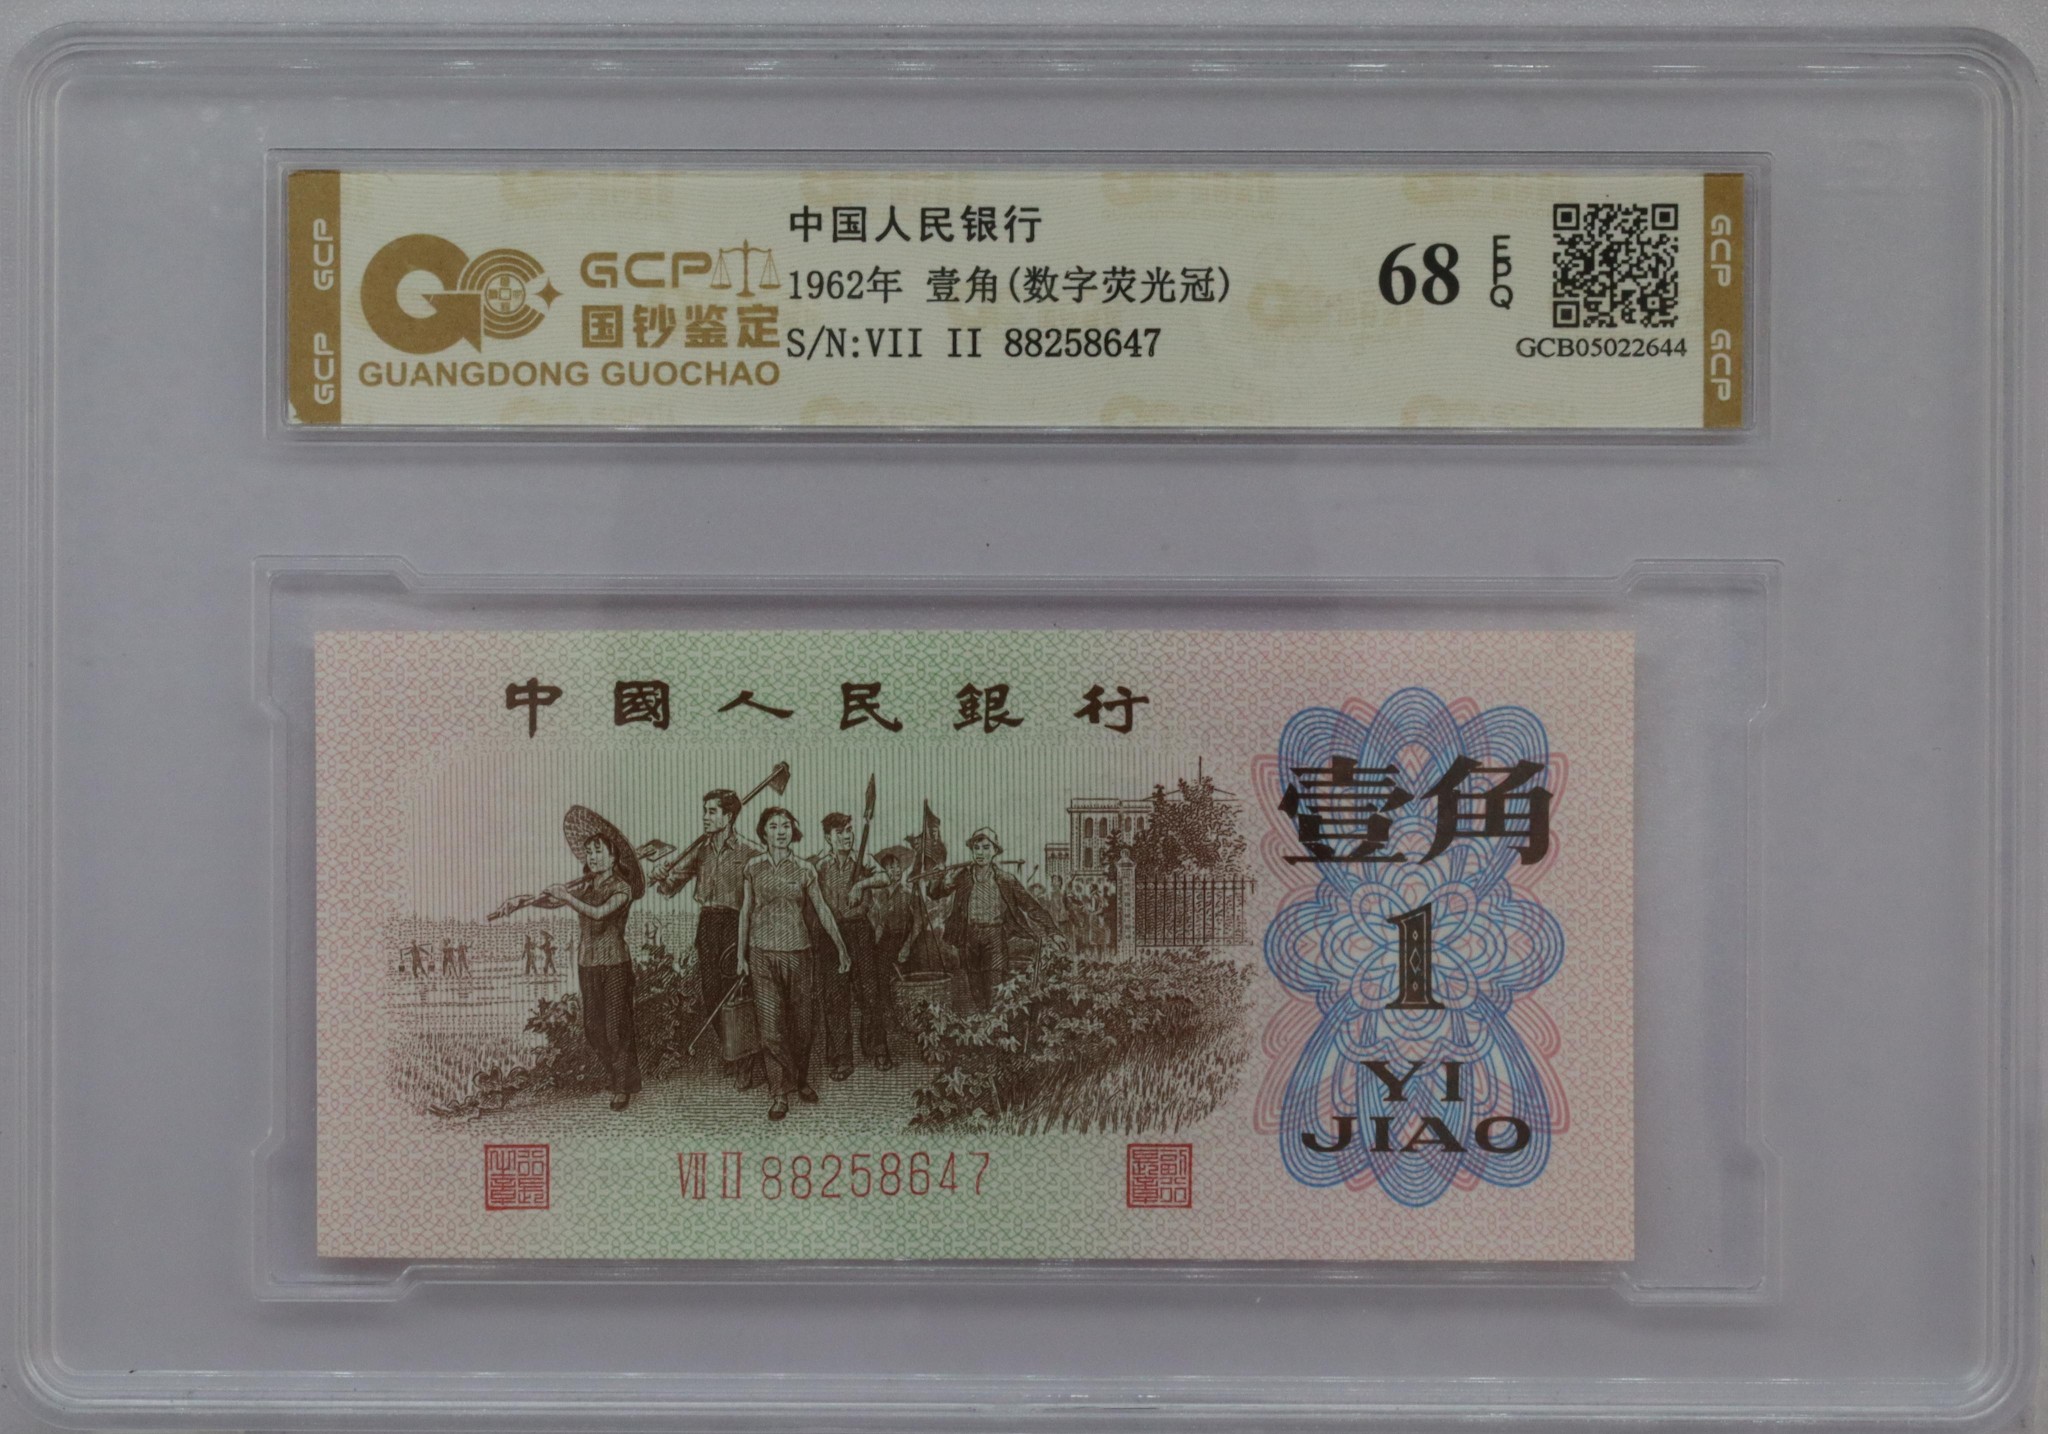 GCP GCP
GCP
国钞鉴定
GUANGDONG GUOCHAO
中国人民银行
1962年 壹角(数字荧光冠)
S/N:VII II 88258647
68 EPQ
GCB05022644
GCP GCP
中國人民銀行
壹角
1
YI
JIAO
VII II 88258647